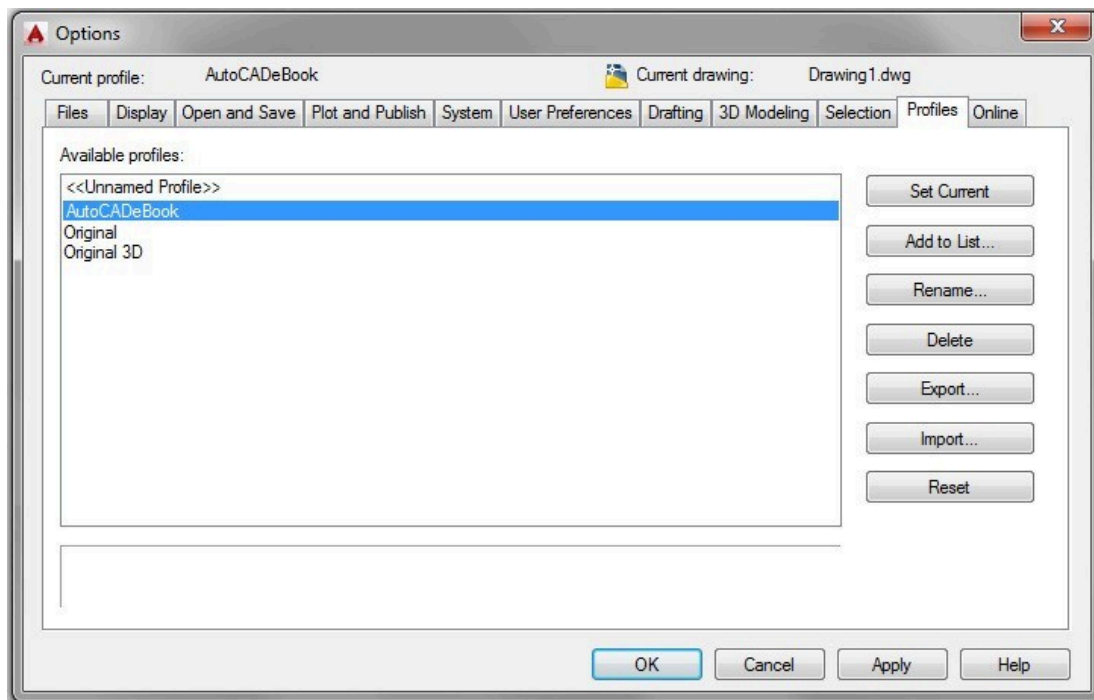 Options
Current profile: AutoCADeBook Current drawing: Drawing1.dwg
Files Display Open and Save Plot and Publish System User Preferences Drafting 3D Modeling Selection Profiles Online
Available profiles:
<<Unnamed Profile>>
AutoCADeBook
Original
Original 3D
Set Current
Add to List...
Rename...
Delete
Export...
Import...
Reset
OK Cancel Apply Help